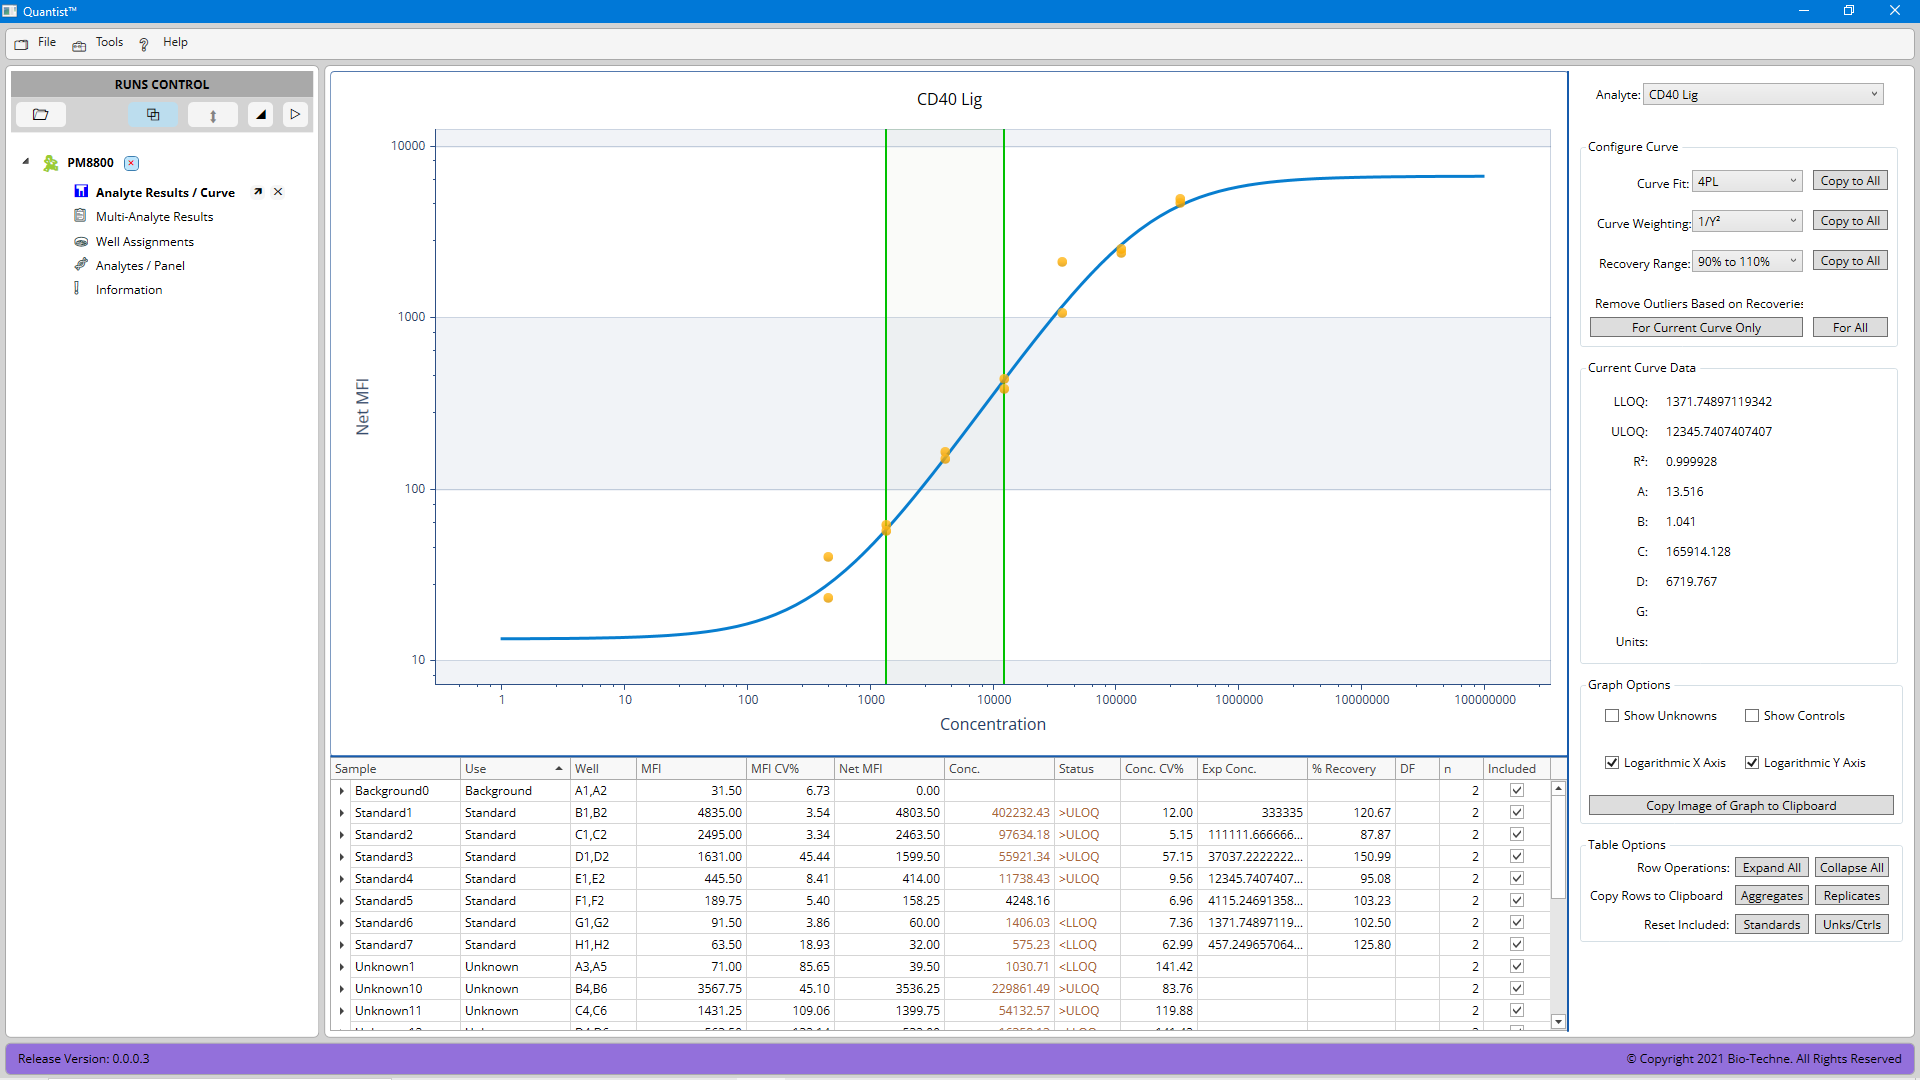 Quantist™
File Tools Help
RUNS CONTROL
PM8800
Analyte Results / Curve
Multi-Analyte Results
Well Assignments
Analytes / Panel
Information
CD40 Lig
10000
1000
100
10
Net MFI
1 10 100 1000 10000 100000 1000000 10000000 100000000
Concentration
Sample Use Well MFI MFI CV% Net MFI Conc. Status Conc. CV% Exp Conc. % Recovery DF n Included
Background0 Background A1,A2 31.50 6.73 0.00 2
Standard1 Standard B1,B2 4835.00 3.54 4803.50 402232.43 >ULOQ 12.00 333335 120.67 2
Standard2 Standard C1,C2 2495.00 3.34 2463.50 97634.18 >ULOQ 5.15 111111.666666... 87.87 2
Standard3 Standard D1,D2 1631.00 45.44 1599.50 55921.34 >ULOQ 57.15 37037.2222222... 150.99 2
Standard4 Standard E1,E2 445.50 8.41 414.00 11738.43 >ULOQ 9.56 12345.7407407... 95.08 2
Standard5 Standard F1,F2 189.75 5.40 158.25 4248.16 6.96 4115.24691358... 103.23 2
Standard6 Standard G1,G2 91.50 3.86 60.00 1406.03 <LLOQ 7.36 1371.74897119... 102.50 2
Standard7 Standard H1,H2 63.50 18.93 32.00 575.23 <LLOQ 62.99 457.249657064... 125.80 2
Unknown1 Unknown A3,A5 71.00 85.65 39.50 1030.71 <LLOQ 141.42 2
Unknown10 Unknown B4,B6 3567.75 45.10 3536.25 229861.49 >ULOQ 83.76 2
Unknown11 Unknown C4,C6 1431.25 109.06 1399.75 54132.57 >ULOQ 119.88 2
Analyte: CD40 Lig
Configure Curve
Curve Fit: 4PL Copy to All
Curve Weighting: 1/Y² Copy to All
Recovery Range: 90% to 110% Copy to All
Remove Outliers Based on Recoveries
For Current Curve Only For All
Current Curve Data
LLOQ: 1371.74897119342
ULOQ: 12345.7407407407
R²: 0.999928
A: 13.516
B: 1.041
C: 165914.128
D: 6719.767
G:
Units:
Graph Options
Show Unknowns Show Controls
Logarithmic X Axis Logarithmic Y Axis
Copy Image of Graph to Clipboard
Table Options
Row Operations: Expand All Collapse All
Copy Rows to Clipboard Aggregates Replicates
Reset Included: Standards Unks/Ctrls
Release Version: 0.0.0.3
© Copyright 2021 Bio-Techne. All Rights Reserved